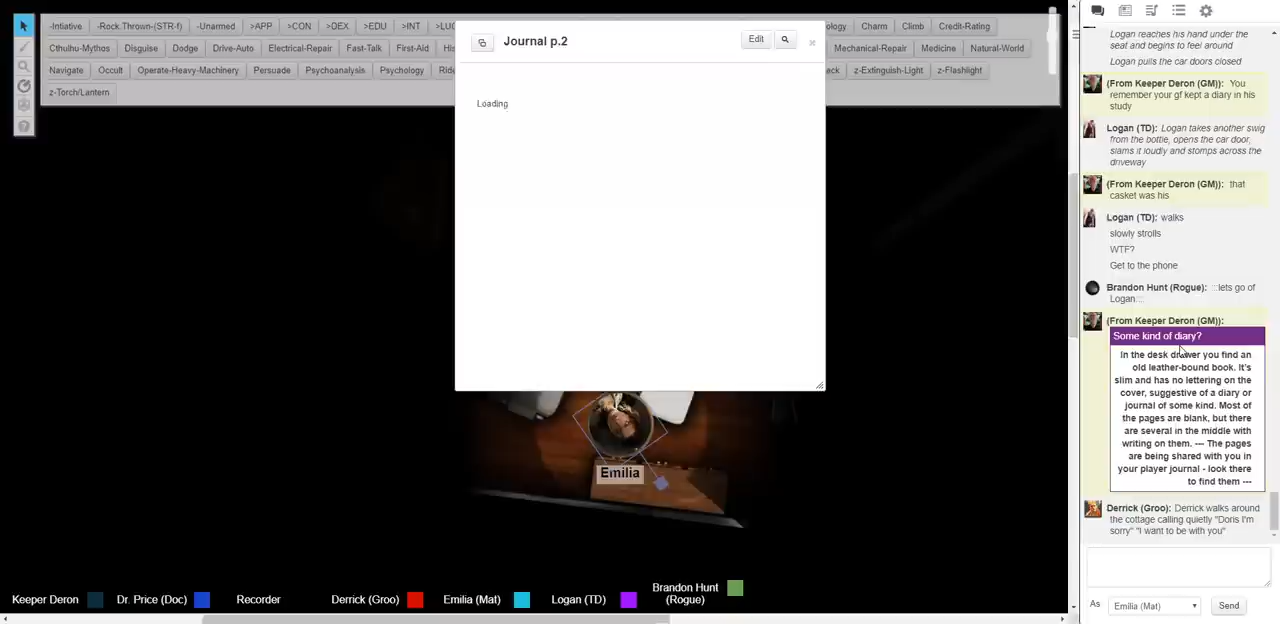 -Intiative -Rock.Thrown-(STR-f) -Unarmed >APP >CON >DEX >EDU >INT
Charm Climb Credit-Rating
Cthulhu-Mythos Disguise Dodge Drive-Auto Electrical-Repair Fast-Talk First-Aid
Mechanical-Repair Medicine Natural-World
Navigate Occult Operate-Heavy-Machinery Persuade Psychoanalysis Psychology
z-Extinguish-Light z-Flashlight
z-Torch/Lantern
Journal p.2
Edit
Loading
Emilia
Keeper Deron
Dr. Price (Doc)
Recorder
Derrick (Groo)
Emilia (Mat)
Logan (TD)
Brandon Hunt
(Rogue)
Logan reaches his hand under the
seat and begins to feel around
Logan pulls the car doors closed
(From Keeper Deron (GM)): You
remember your gf kept a diary in his
study
Logan (TD): Logan takes another swig
from the bottle, opens the car door,
slams it loudly and stomps across the
driveway
(From Keeper Deron (GM)): that
casket was his
Logan (TD): walks
slowly strolls
WTF?
Get to the phone
Brandon Hunt (Rogue): :::lets go of
Logan::::
(From Keeper Deron (GM)):
Some kind of diary?
In the desk drawer you find an
old leather-bound book. It's
slim and has no lettering on the
cover, suggestive of a diary or
journal of some kind. Most of
the pages are blank, but there
are several in the middle with
writing on them. --- The pages
are being shared with you in
your player journal - look there
to find them ---
Derrick (Groo): Derrick walks around
the cottage calling quietly "Doris I'm
sorry" "I want to be with you"
As
Emilia (Mat)
Send